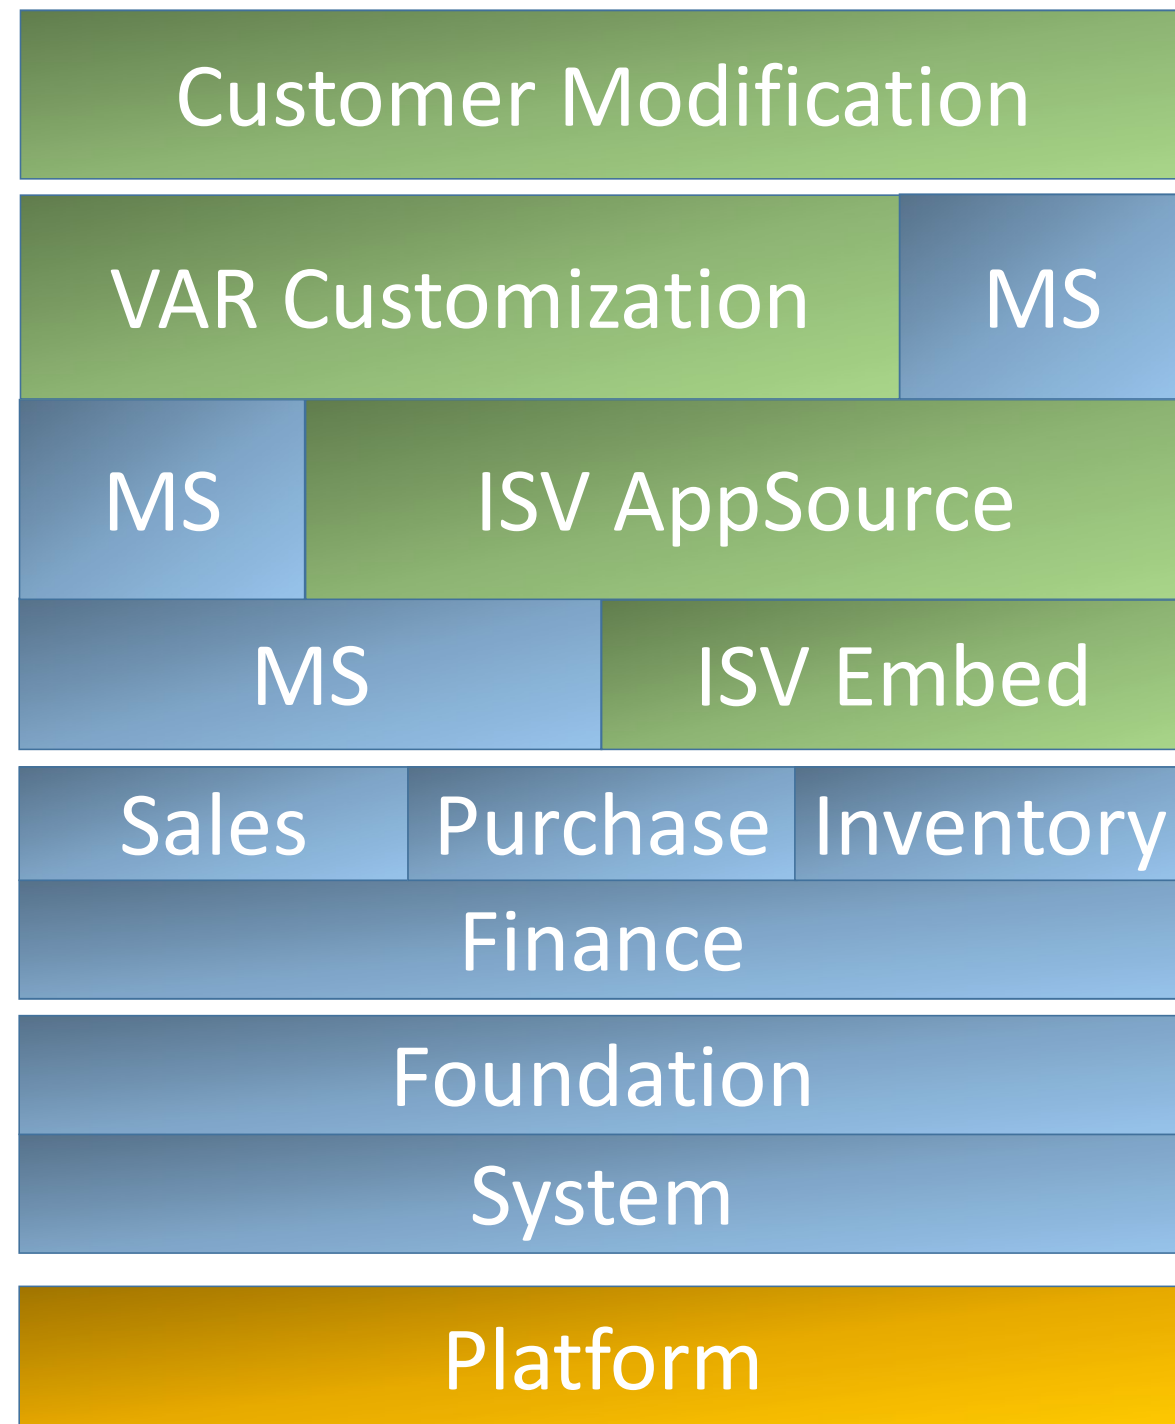 Customer Modification
VAR Customization MS
MS ISV AppSource
MS ISV Embed
Sales Purchase Inventory
Finance
Foundation
System
Platform